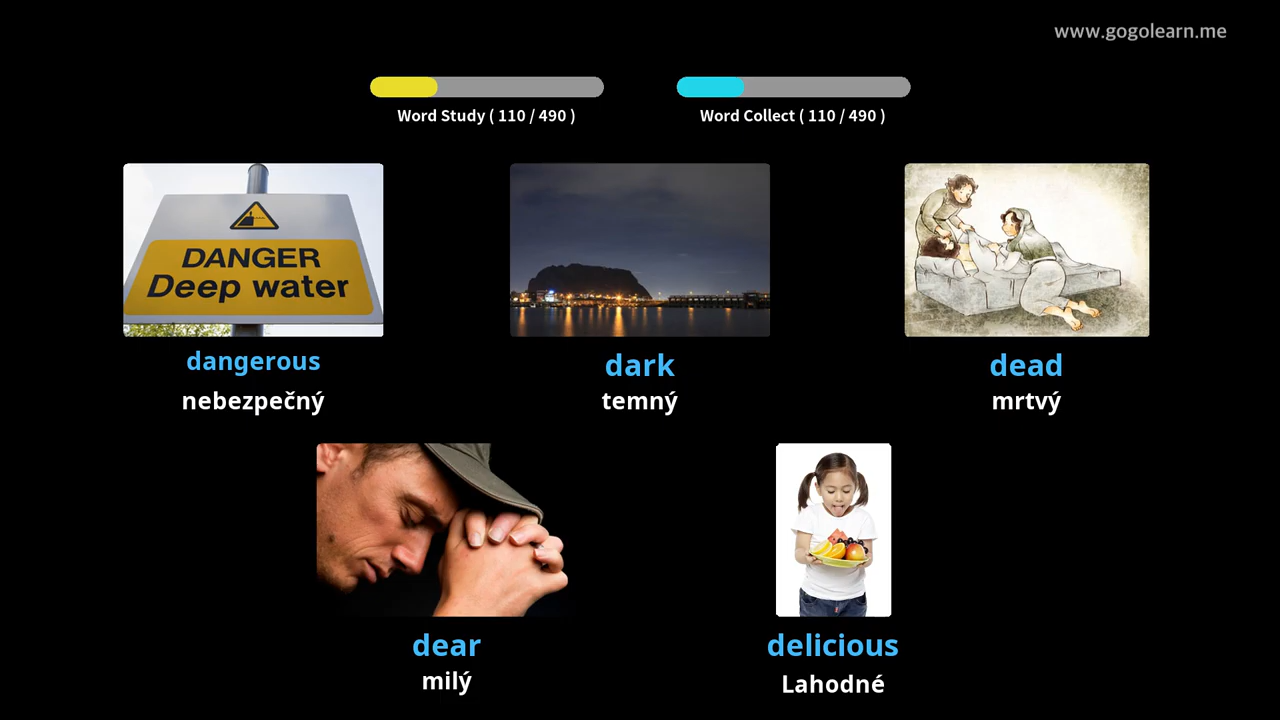 www.gogolearn.me
Word Study ( 110 / 490 )
Word Collect ( 110 / 490 )
DANGER
Deep water
dangerous
nebezpečný
dark
temný
dead
mrtvý
dear
milý
delicious
Lahodné